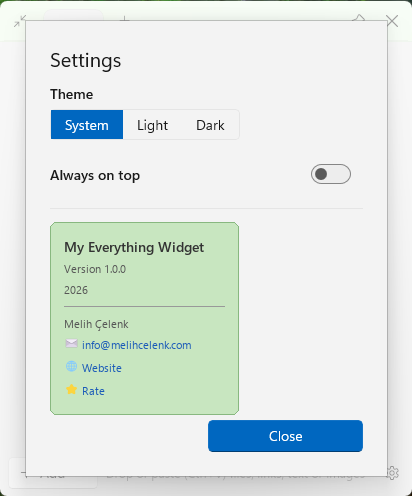 Settings
Theme
System Light Dark
Always on top
My Everything Widget
Version 1.0.0
2026
Melih Çelenk
info@melihcelenk.com
Website
Rate
Close